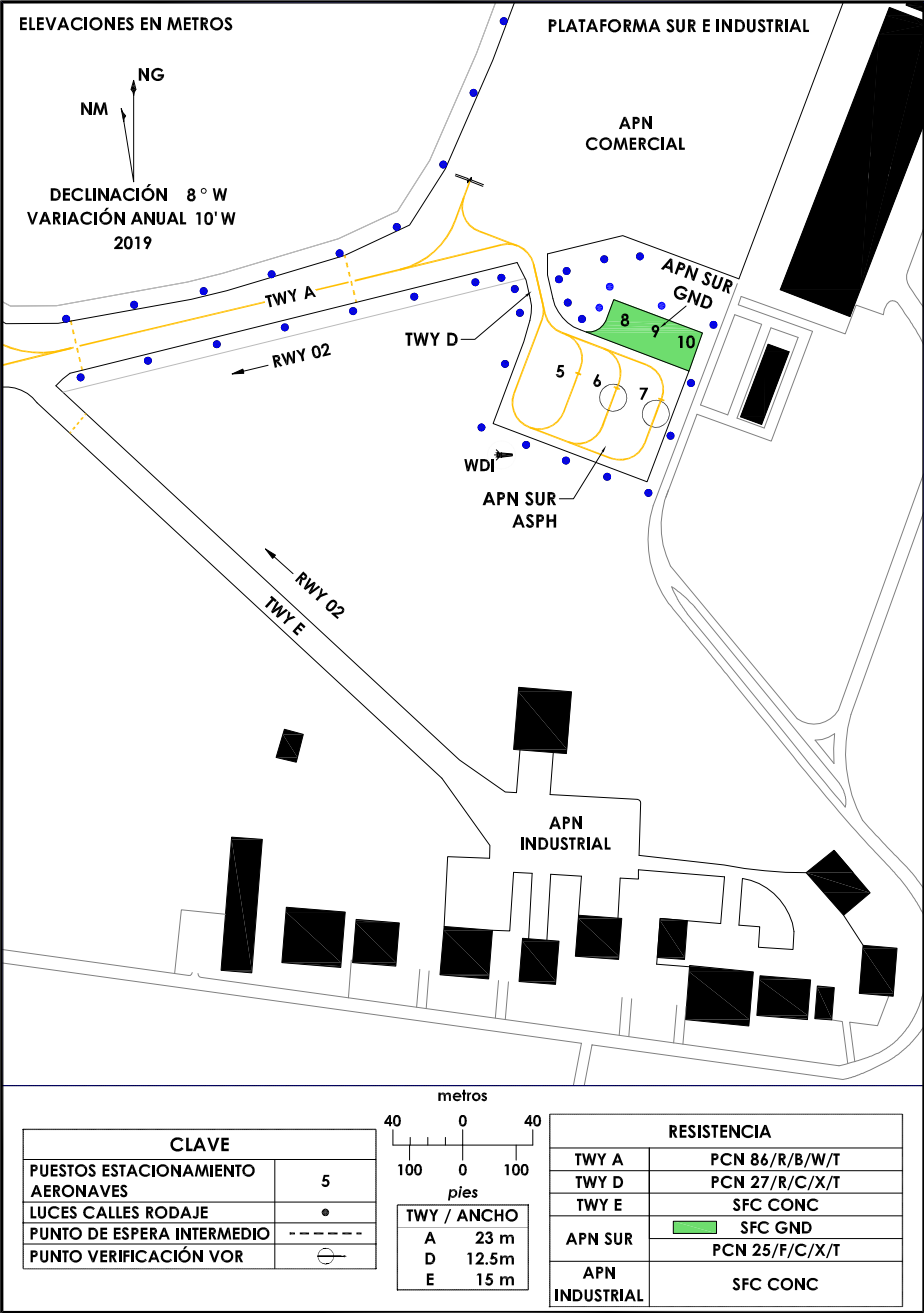 ELEVACIONES EN METROS
PLATAFORMA SUR E INDUSTRIAL
NG
NM
DECLINACIÓN 8° W
VARIACIÓN ANUAL 10' W
2019
APN
COMERCIAL
TWY A
RWY 02
TWY D
APN SUR
GND
8
9
10
5
6
7
WDI
APN SUR
ASPH
RWY 02
TWY E
APN
INDUSTRIAL
CLAVE
PUESTOS ESTACIONAMIENTO
AERONAVES
5
LUCES CALLES RODAJE
PUNTO DE ESPERA INTERMEDIO
PUNTO VERIFICACIÓN VOR
metros
40 0 40
100 0 100
pies
TWY / ANCHO
A 23 m
D 12.5m
E 15 m
RESISTENCIA
TWY A PCN 86/R/B/W/T
TWY D PCN 27/R/C/X/T
TWY E SFC CONC
APN SUR
SFC GND
PCN 25/F/C/X/T
APN
INDUSTRIAL
SFC CONC